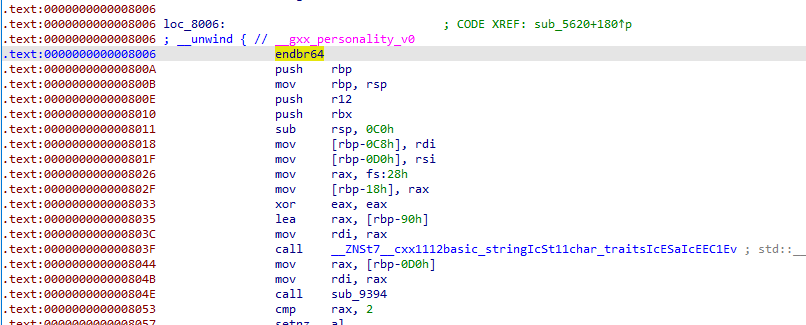 .text:0000000000008006
.text:0000000000008006 loc_8006: ; CODE XREF: sub_5620+180↑p
.text:0000000000008006 ; __unwind { // __gxx_personality_v0
.text:0000000000008006 endbr64
.text:000000000000800A push rbp
.text:000000000000800B mov rbp, rsp
.text:000000000000800E push r12
.text:0000000000008010 push rbx
.text:0000000000008011 sub rsp, 0C0h
.text:0000000000008018 mov [rbp-0C8h], rdi
.text:000000000000801F mov [rbp-0D0h], rsi
.text:0000000000008026 mov rax, fs:28h
.text:000000000000802F mov [rbp-18h], rax
.text:0000000000008033 xor eax, eax
.text:0000000000008035 lea rax, [rbp-90h]
.text:000000000000803C mov rdi, rax
.text:000000000000803F call __ZNSt7__cxx1112basic_stringIcSt11char_traitsIcESaIcEEC1Ev ; std::__
.text:0000000000008044 mov rax, [rbp-0D0h]
.text:000000000000804B mov rdi, rax
.text:000000000000804E call sub_9394
.text:0000000000008053 cmp rax, 2
.text:0000000000008057 setnz al